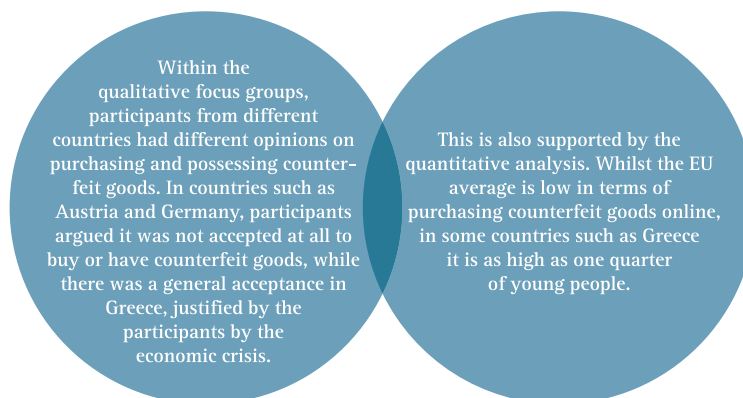 Within the
qualitative focus groups,
participants from different
countries had different opinions on
purchasing and possessing counter-
feit goods. In countries such as
Austria and Germany, participants
argued it was not accepted at all to
buy or have counterfeit goods, while
there was a general acceptance in
Greece, justified by the
participants by the
economic crisis.
This is also supported by the
quantitative analysis. Whilst the EU
average is low in terms of
purchasing counterfeit goods online,
in some countries such as Greece
it is as high as one quarter
of young people.